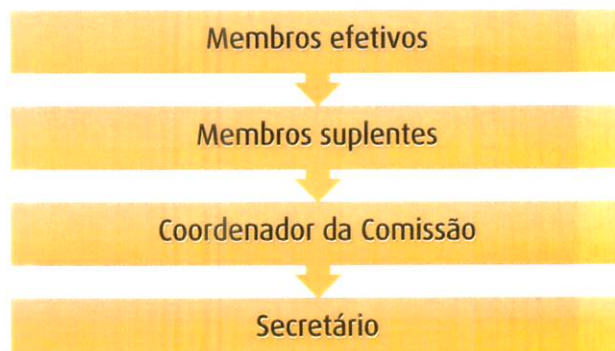 Membros efetivos
Membros suplentes
Coordenador da Comissão
Secretário